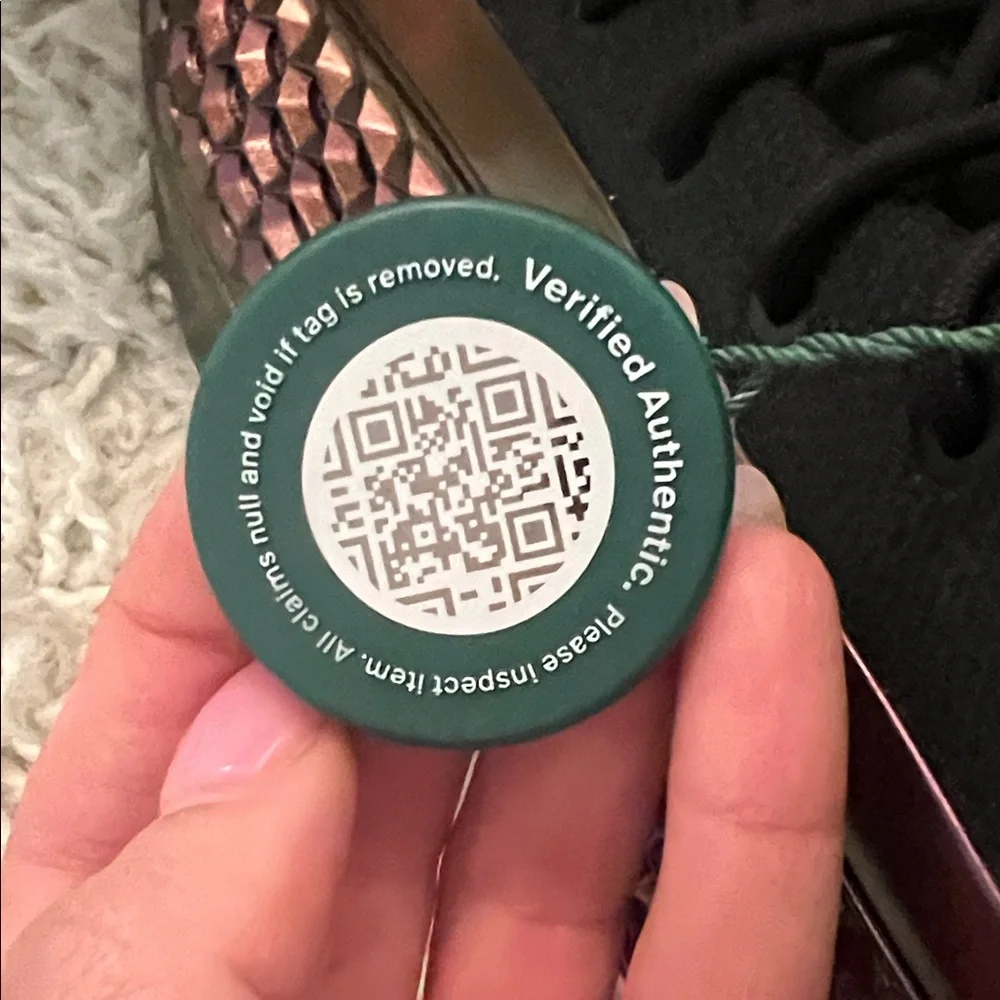 Verified Authentic. Please inspect item. All claims null and void if tag is removed.